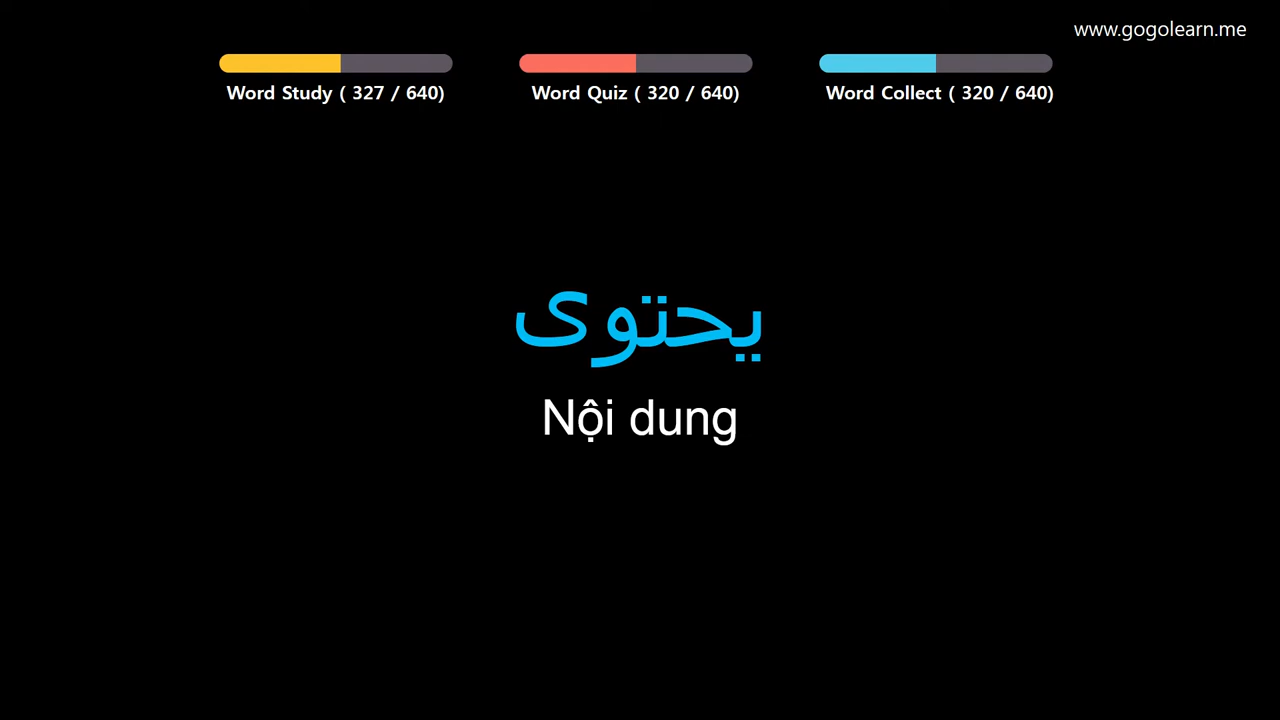 www.gogolearn.me
Word Study ( 327 / 640)
Word Quiz ( 320 / 640)
Word Collect ( 320 / 640)
يحتوى
Nội dung